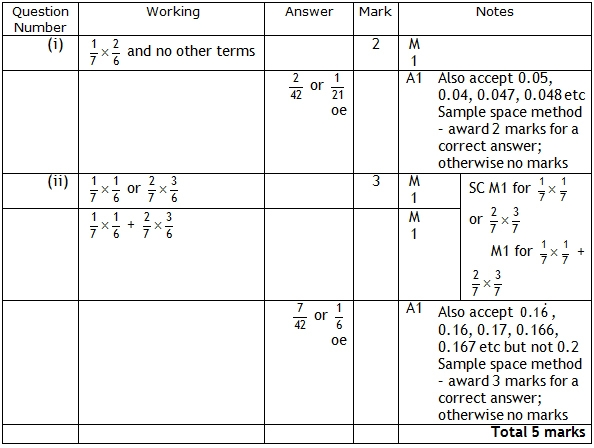 Question Number Working Answer Mark Notes
(i) 1/7 × 2/6 and no other terms 2 M 1
2/42 or 1/21 oe A1 Also accept 0.05,
0.04, 0.047, 0.048 etc
Sample space method
– award 2 marks for a
correct answer;
otherwise no marks
(ii) 1/7 × 1/6 or 2/7 × 3/6 3 M 1 SC M1 for 1/7 × 1/7
or 2/7 × 3/7
1/7 × 1/6 + 2/7 × 3/6 M 1 M1 for 1/7 × 1/7 +
2/7 × 3/7
7/42 or 1/6 oe A1 Also accept 0.16̇ ,
0.16, 0.17, 0.166,
0.167 etc but not 0.2
Sample space method
– award 3 marks for a
correct answer;
otherwise no marks
Total 5 marks